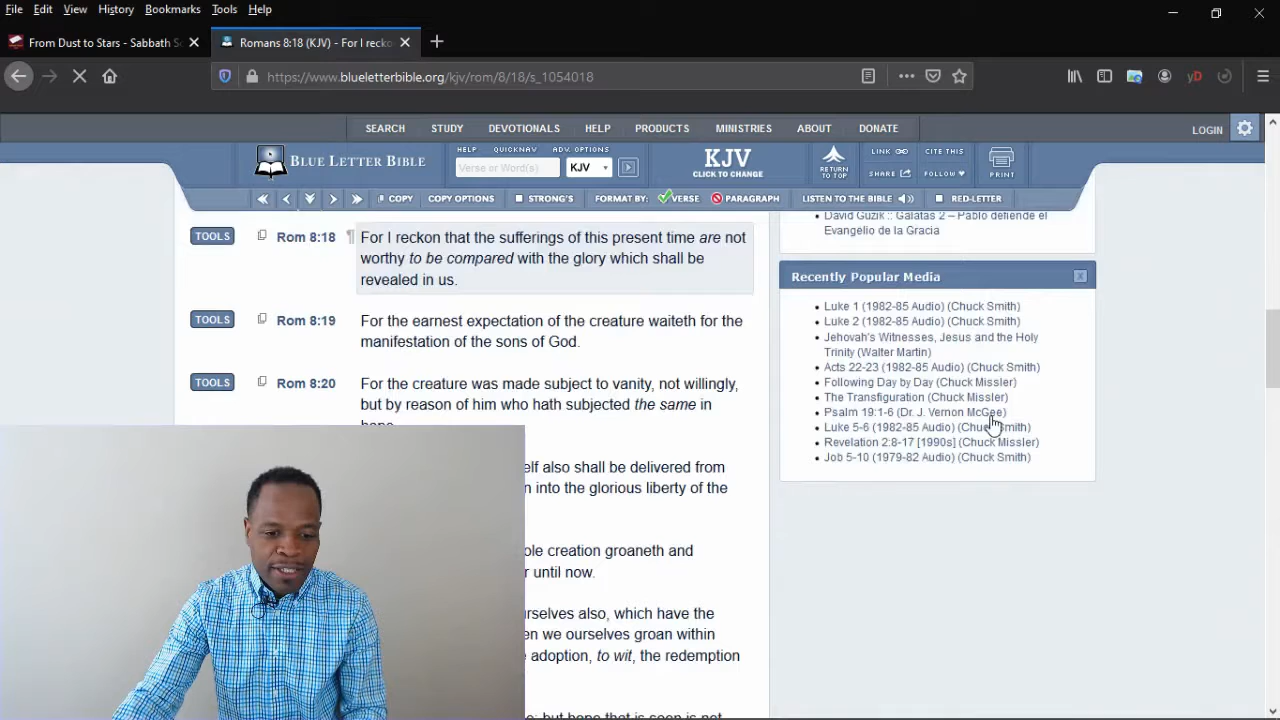 File Edit View History Bookmarks Tools Help
From Dust to Stars - Sabbath S
Romans 8:18 (KJV) - For I recko
https://www.blueletterbible.org/kjv/rom/8/18/s_1054018
SEARCH STUDY DEVOTIONALS HELP PRODUCTS MINISTRIES ABOUT DONATE
LOGIN
BLUE LETTER BIBLE
HELP QUICKNAV ADV. OPTIONS
Verse or Word(s) KJV
KJV
CLICK TO CHANGE
RETURN
TO TOP
LINK CITE THIS
SHARE FOLLOW
PRINT
COPY COPY OPTIONS STRONG'S FORMAT BY: VERSE PARAGRAPH LISTEN TO THE BIBLE RED-LETTER
TOOLS Rom 8:18 ¶ For I reckon that the sufferings of this present time are not
worthy to be compared with the glory which shall be
revealed in us.
TOOLS Rom 8:19 For the earnest expectation of the creature waiteth for the
manifestation of the sons of God.
TOOLS Rom 8:20 For the creature was made subject to vanity, not willingly,
but by reason of him who hath subjected the same in
elf also shall be delivered from
n into the glorious liberty of the
ole creation groaneth and
r until now.
urselves also, which have the
en we ourselves groan within
e adoption, to wit, the redemption
but hope that is seen is not
David Guzik :: Gálatas 2 – Pablo defiende el
Evangelio de la Gracia
Recently Popular Media
Luke 1 (1982-85 Audio) (Chuck Smith)
Luke 2 (1982-85 Audio) (Chuck Smith)
Jehovah's Witnesses, Jesus and the Holy
Trinity (Walter Martin)
Acts 22-23 (1982-85 Audio) (Chuck Smith)
Following Day by Day (Chuck Missler)
The Transfiguration (Chuck Missler)
Psalm 19:1-6 (Dr. J. Vernon McGee)
Luke 5-6 (1982-85 Audio) (Chuck Smith)
Revelation 2:8-17 [1990s] (Chuck Missler)
Job 5-10 (1979-82 Audio) (Chuck Smith)